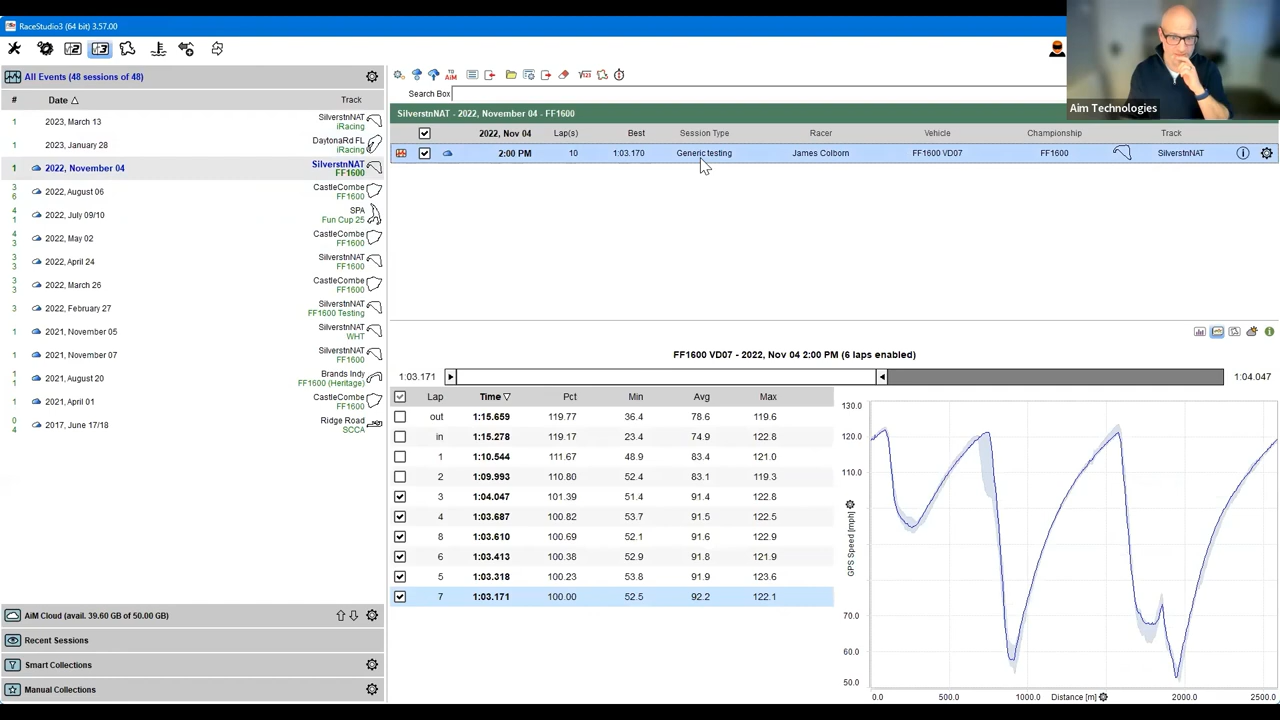 RaceStudio3 (64 bit) 3.57.00
Aim Technologies
All Events (48 sessions of 48)
# Date Track
1 2023, March 13 SilverstnNAT
iRacing
1 2023, January 28 DaytonaRd FL
iRacing
1 2022, November 04 SilverstnNAT
FF1600
3 2022, August 06 CastleCombe
6 FF1600
4 2022, July 09/10 SPA
1 Fun Cup 25
4 2022, May 02 CastleCombe
3 FF1600
3 2022, April 24 SilverstnNAT
3 FF1600
3 2022, March 26 CastleCombe
3 FF1600
3 2022, February 27 SilverstnNAT
FF1600 Testing
1 2021, November 05 SilverstnNAT
WHT
1 2021, November 07 SilverstnNAT
FF1600
1 2021, August 20 Brands Indy
1 FF1600 (Heritage)
1 2021, April 01 CastleCombe
FF1600
0 2017, June 17/18 Ridge Road
4 SCCA
AiM Cloud (avail. 39.60 GB of 50.00 GB)
Recent Sessions
Smart Collections
Manual Collections
TO AiM
Search Box
SilverstnNAT - 2022, November 04 - FF1600
2022, Nov 04 Lap(s) Best Session Type Racer Vehicle Championship Track
2:00 PM 10 1:03.170 Generic testing James Colborn FF1600 VD07 FF1600 SilverstnNAT
FF1600 VD07 - 2022, Nov 04 2:00 PM (6 laps enabled)
1:03.171 1:04.047
Lap Time Pct Min Avg Max
out 1:15.659 119.77 36.4 78.6 119.6
in 1:15.278 119.17 23.4 74.9 122.8
1 1:10.544 111.67 48.9 83.4 121.0
2 1:09.993 110.80 52.4 83.1 119.3
3 1:04.047 101.39 51.4 91.4 122.8
4 1:03.687 100.82 53.7 91.5 122.5
8 1:03.610 100.69 52.1 91.6 122.9
6 1:03.413 100.38 52.9 91.8 121.9
5 1:03.318 100.23 53.8 91.9 123.6
7 1:03.171 100.00 52.5 92.2 122.1
130.0
120.0
110.0
GPS Speed [mph]
70.0
60.0
50.0
0.0 500.0 1000.0 Distance [m] 2000.0 2500.0